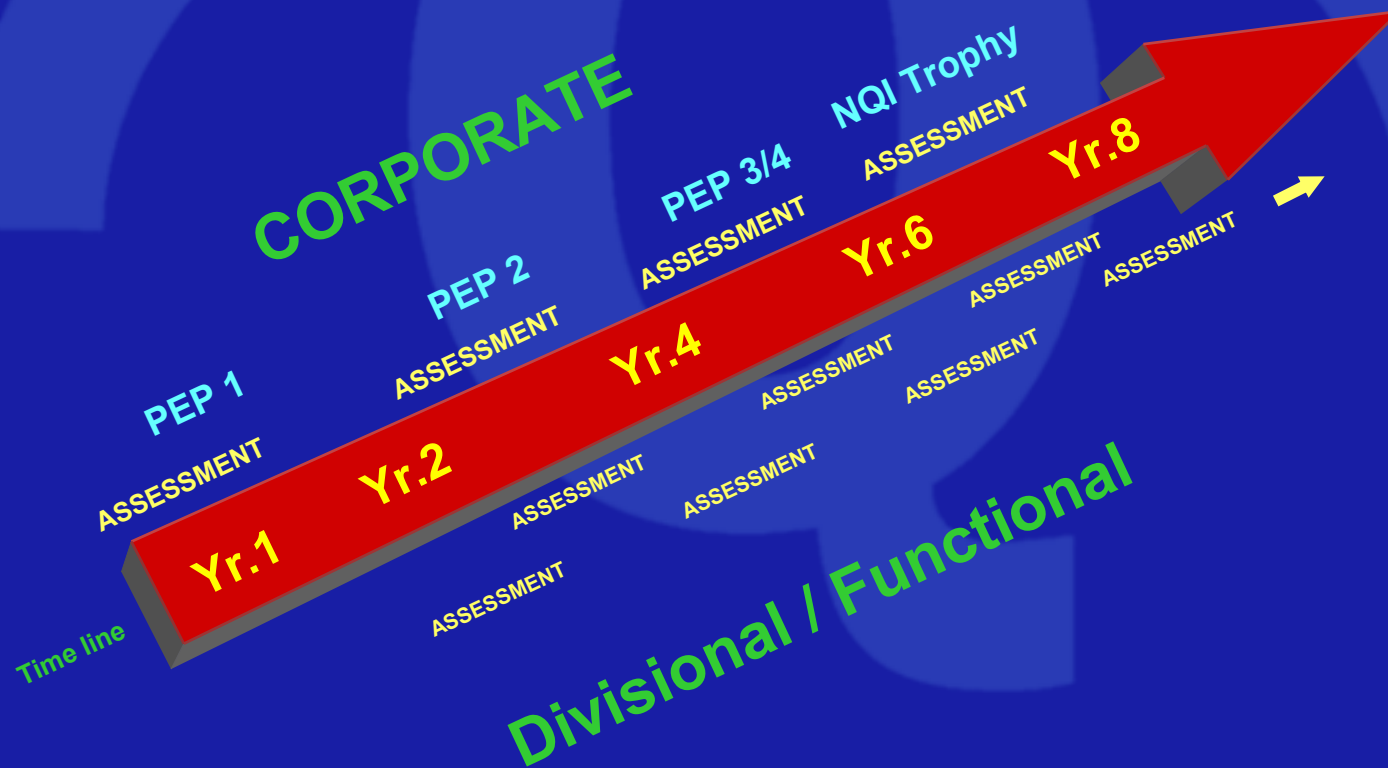 CORPORATE
NQI Trophy
ASSESSMENT
PEP 3/4
ASSESSMENT
PEP 2
ASSESSMENT
PEP 1
ASSESSMENT
Yr.1
Yr.2
Yr.4
Yr.6
Yr.8
Time line
ASSESSMENT
ASSESSMENT
ASSESSMENT
ASSESSMENT
ASSESSMENT
ASSESSMENT
ASSESSMENT
ASSESSMENT
Divisional / Functional